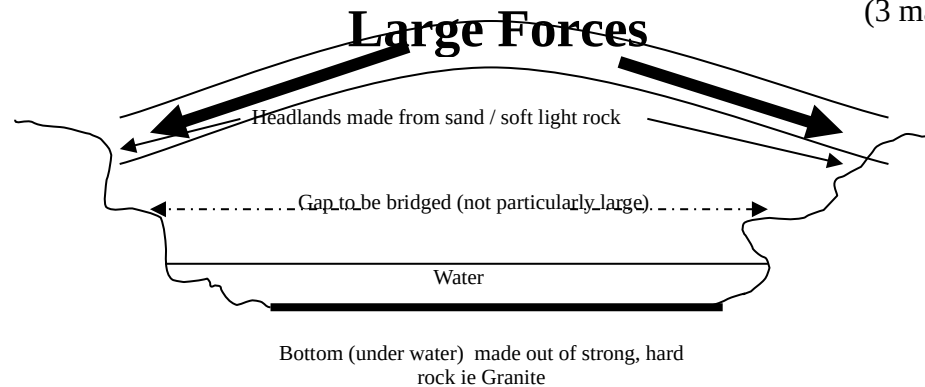 Large Forces
(3 m
Headlands made from sand / soft light rock
Gap to be bridged (not particularly large)
Water
Bottom (under water) made out of strong, hard
rock ie Granite